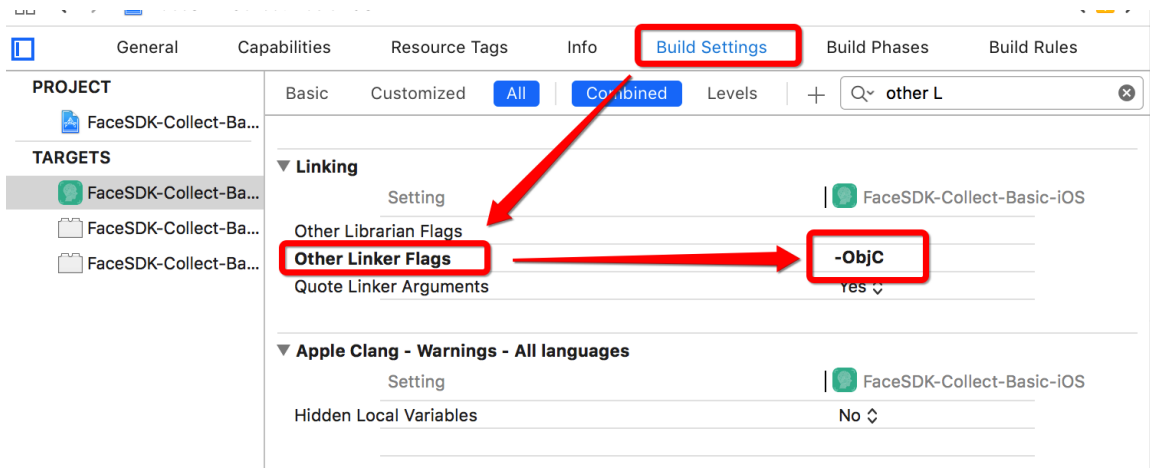 General Capabilities Resource Tags Info Build Settings Build Phases Build Rules
PROJECT
Basic Customized All Combined Levels + other L
FaceSDK-Collect-Ba...
TARGETS
Linking
FaceSDK-Collect-Ba...
Setting FaceSDK-Collect-Basic-iOS
FaceSDK-Collect-Ba...
Other Librarian Flags
FaceSDK-Collect-Ba...
Other Linker Flags -ObjC
Quote Linker Arguments Yes
Apple Clang - Warnings - All languages
Setting FaceSDK-Collect-Basic-iOS
Hidden Local Variables No